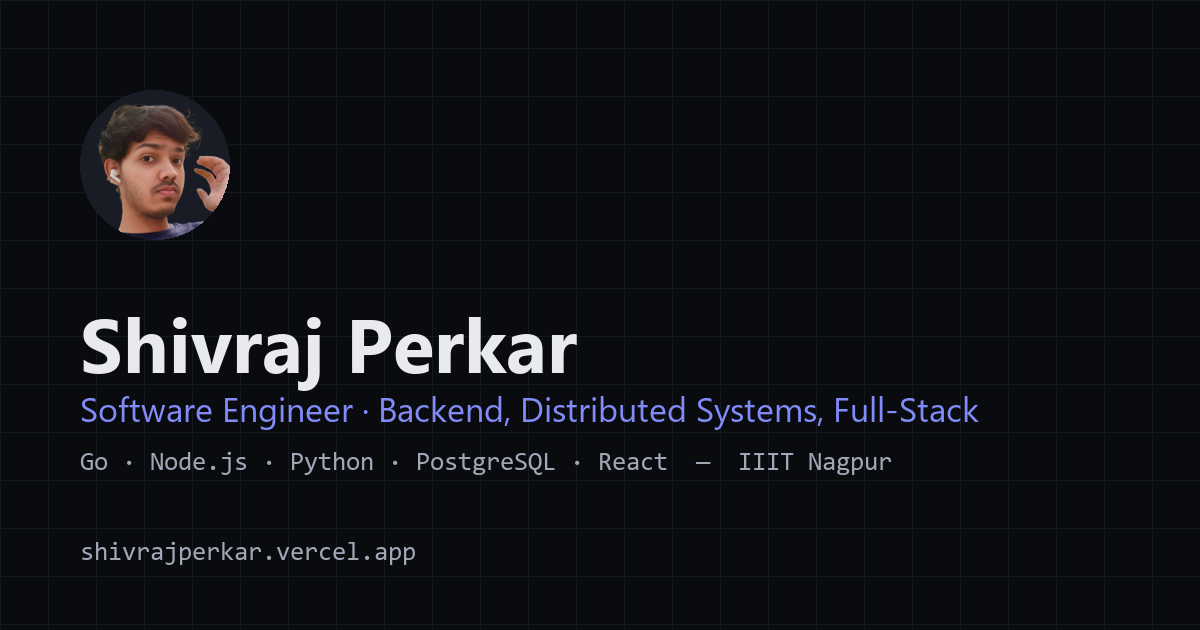 Shivraj Perkar
Software Engineer · Backend, Distributed Systems, Full-Stack
Go · Node.js · Python · PostgreSQL · React — IIIT Nagpur
shivrajperkar.vercel.app